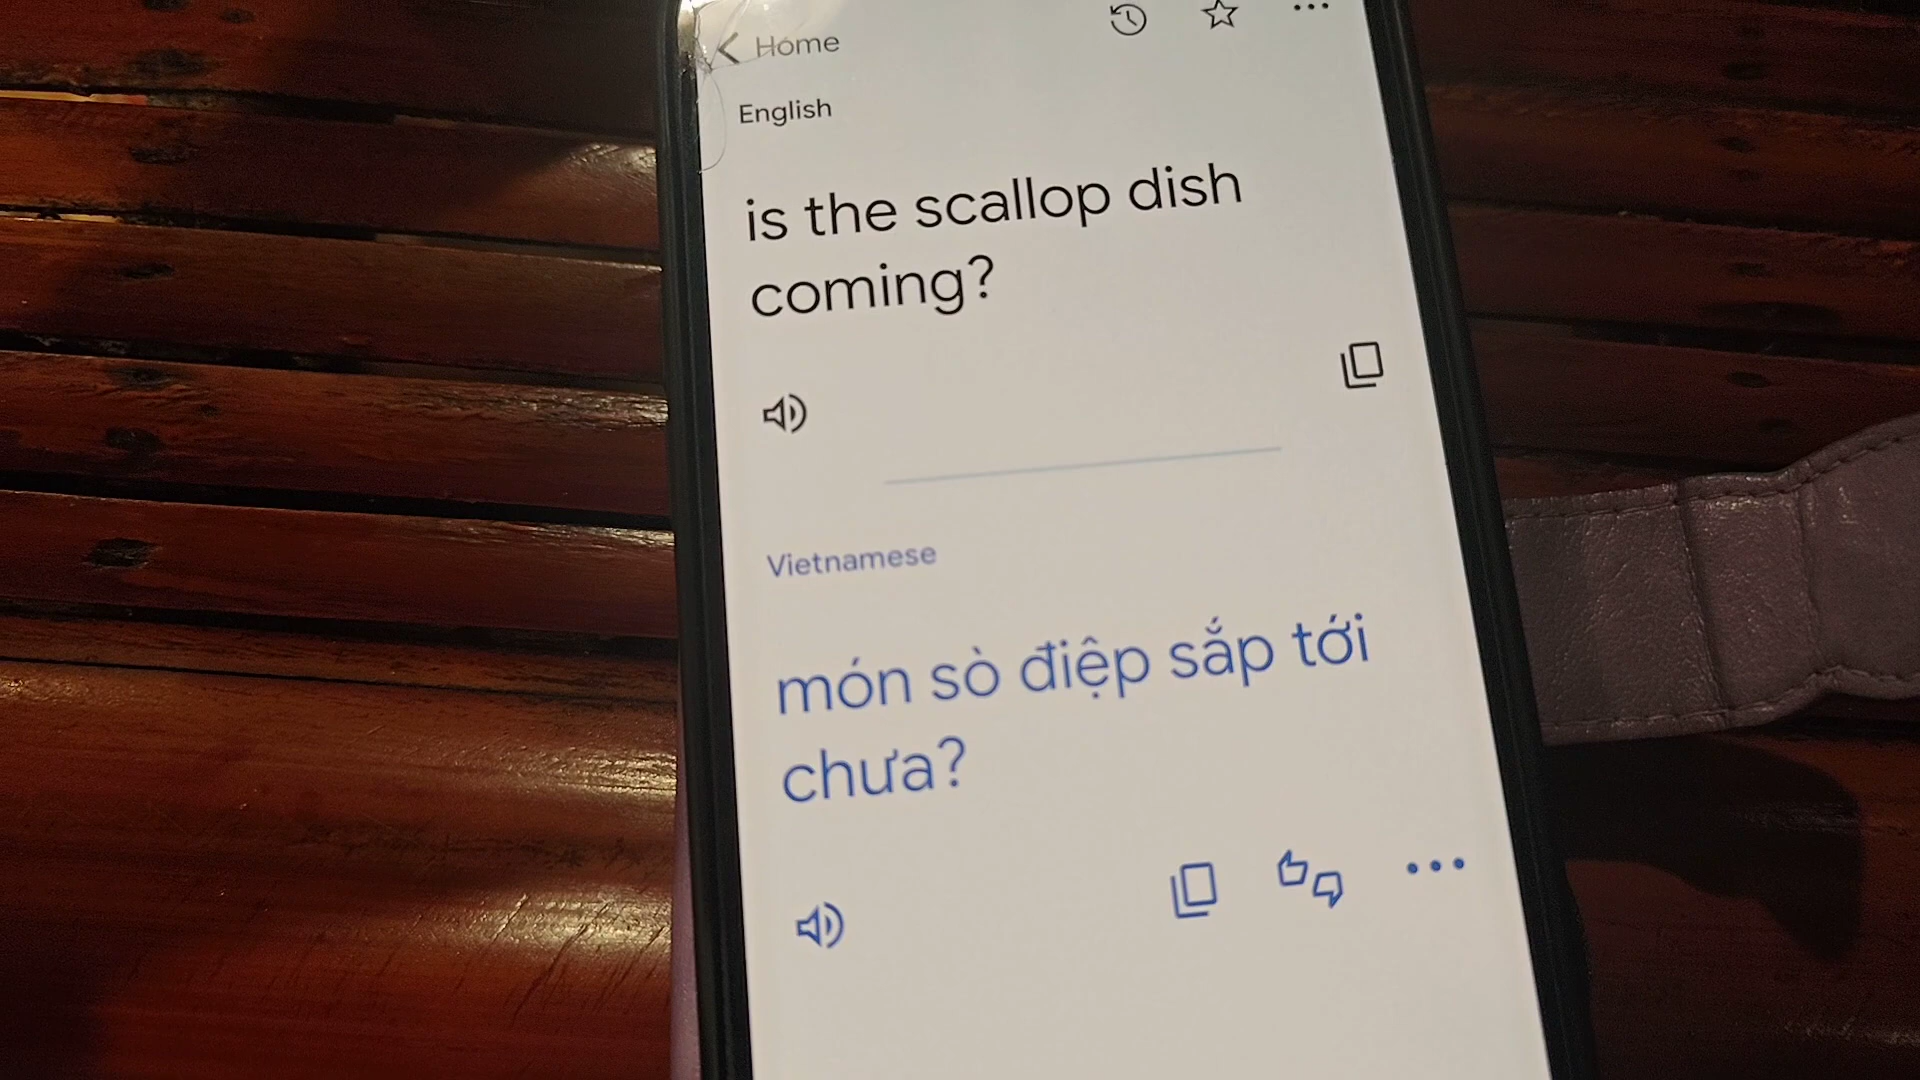 Home
English
is the scallop dish
coming?
Vietnamese
món sò điệp sắp tới
chưa?